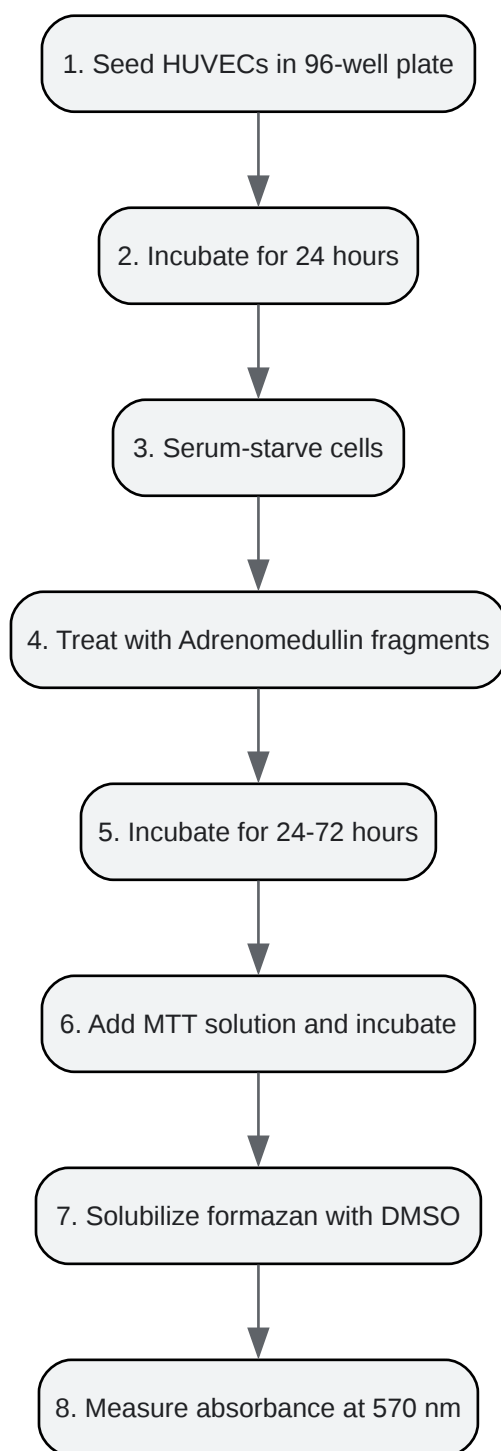 1. Seed HUVECs in 96-well plate
2. Incubate for 24 hours
3. Serum-starve cells
4. Treat with Adrenomedullin fragments
5. Incubate for 24-72 hours
6. Add MTT solution and incubate
7. Solubilize formazan with DMSO
8. Measure absorbance at 570 nm